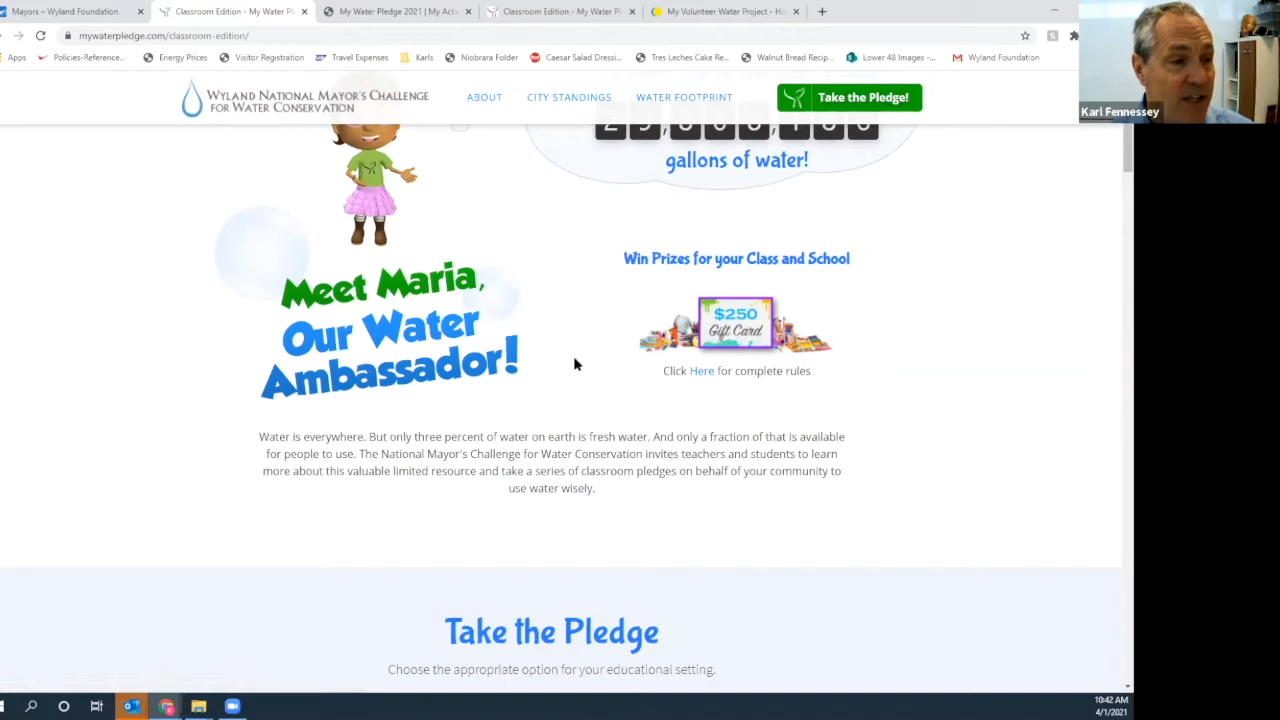 Mayors – Wyland Foundation
Classroom Edition - My Water Pl
My Water Pledge 2021 | My Acti
Classroom Edition - My Water P
My Volunteer Water Project - Ho
mywaterpledge.com/classroom-edition/
Apps
Policies-Reference...
Energy Prices
Visitor Registration
Travel Expenses
Karls
Niobrara Folder
Caesar Salad Dressi...
Tres Leches Cake Re...
Walnut Bread Recip...
Lower 48 Images -...
Wyland Foundation
Karl Fennessey
WYLAND NATIONAL MAYOR'S CHALLENGE
FOR WATER CONSERVATION
ABOUT
CITY STANDINGS
WATER FOOTPRINT
Take the Pledge!
gallons of water!
Win Prizes for your Class and School
$250
Gift Card
Click Here for complete rules
Meet Maria,
Our Water
Ambassador!
Water is everywhere. But only three percent of water on earth is fresh water. And only a fraction of that is available
for people to use. The National Mayor's Challenge for Water Conservation invites teachers and students to learn
more about this valuable limited resource and take a series of classroom pledges on behalf of your community to
use water wisely.
Take the Pledge
Choose the appropriate option for your educational setting.
10:42 AM
4/1/2021